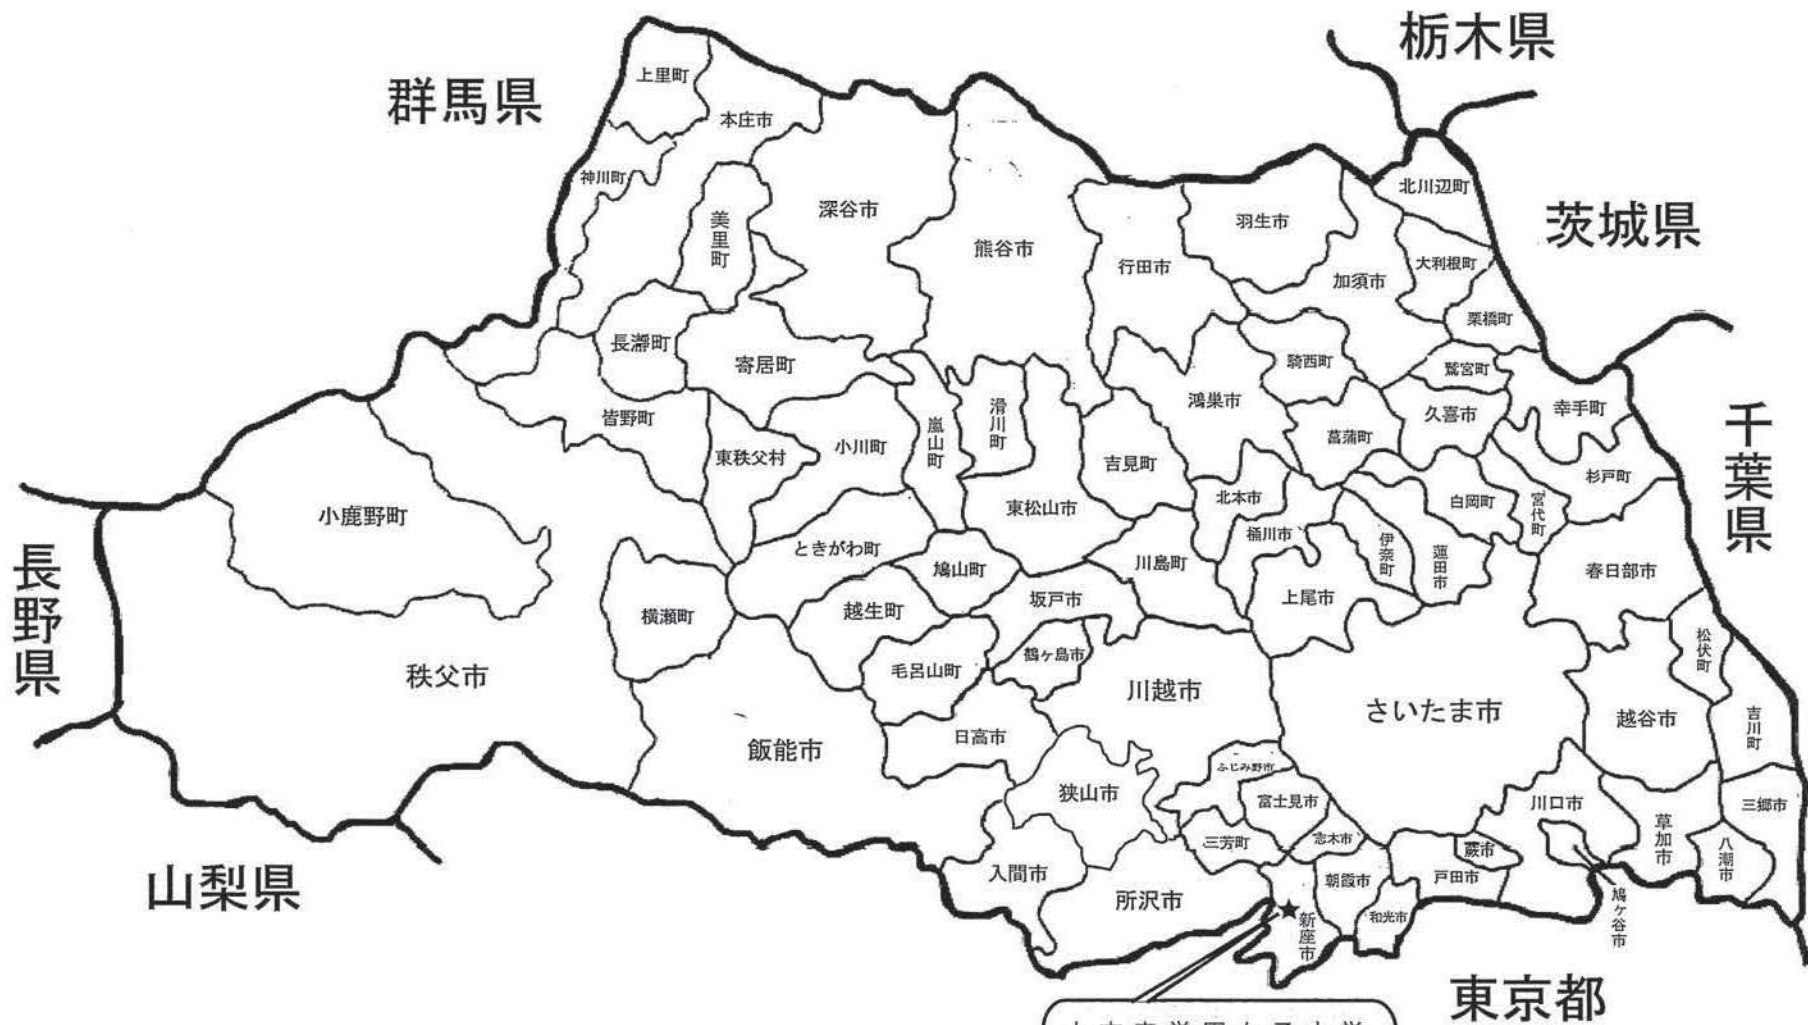 栃木県
群馬県
茨城県
千葉県
長野県
山梨県
東京都
上里町
本庄市
神川町
美里町
深谷市
熊谷市
行田市
羽生市
加須市
北川辺町
大利根町
栗橋町
長瀞町
寄居町
皆野町
東秩父村
小川町
嵐山町
滑川町
吉見町
鴻巣市
騎西町
鷲宮町
久喜市
菖蒲町
幸手町
杉戸町
宮代町
白岡町
小鹿野町
秩父市
横瀬町
ときがわ町
東松山市
北本市
桶川市
伊奈町
蓮田市
春日部市
鳩山町
川島町
上尾市
越生町
坂戸市
毛呂山町
鶴ヶ島市
川越市
さいたま市
松伏町
越谷市
吉川町
飯能市
日高市
狭山市
ふじみ野市
富士見市
三芳町
志木市
川口市
蕨市
戸田市
草加市
八潮市
三郷市
入間市
所沢市
朝霞市
和光市
新座市
鳩ヶ谷市